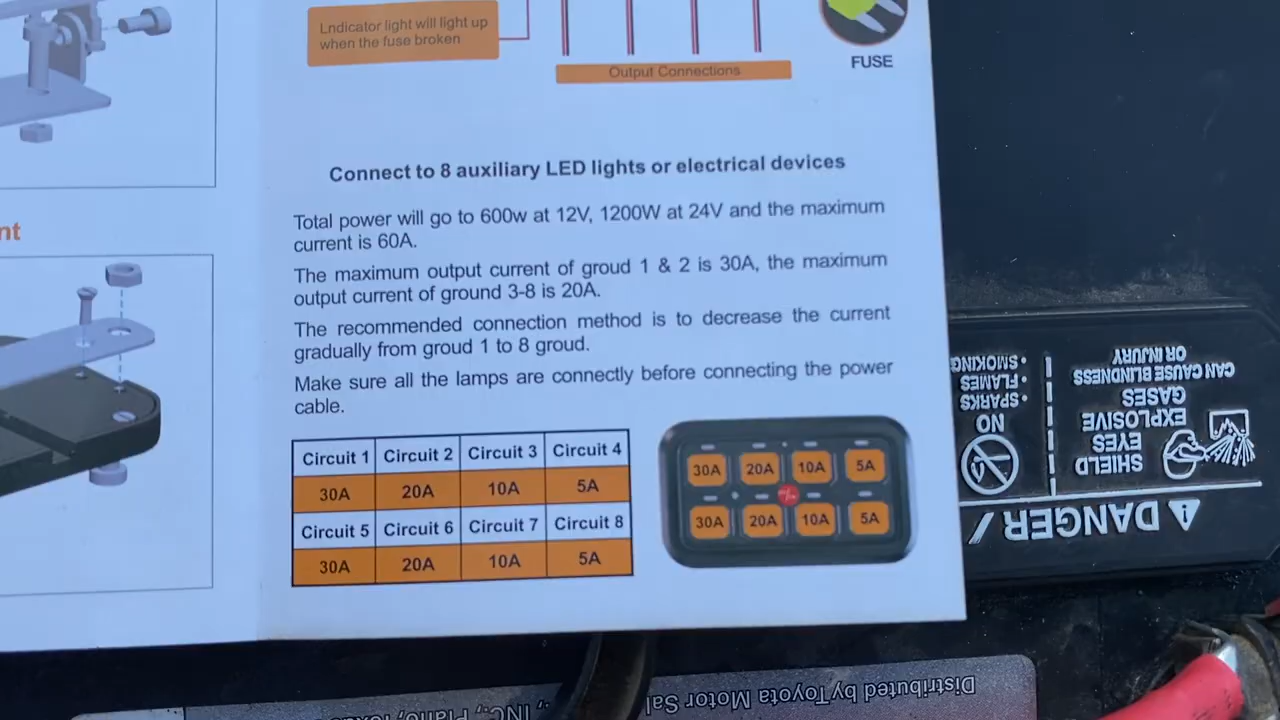 Lndicator light will light up
when the fuse broken
Output Connections
FUSE
nt
Connect to 8 auxiliary LED lights or electrical devices
Total power will go to 600w at 12V, 1200W at 24V and the maximum
current is 60A.
The maximum output current of groud 1 & 2 is 30A, the maximum
output current of ground 3-8 is 20A.
The recommended connection method is to decrease the current
gradually from groud 1 to 8 groud.
Make sure all the lamps are connectly before connecting the power
cable.
Circuit 1 Circuit 2 Circuit 3 Circuit 4
30A 20A 10A 5A
Circuit 5 Circuit 6 Circuit 7 Circuit 8
30A 20A 10A 5A
30A 20A 10A 5A
30A 20A 10A 5A
DANGER /
SHIELD
EYES
EXPLOSIVE
GASES
CAN CAUSE BLINDNESS
OR INJURY
NO
• SPARKS
• FLAMES
• SMOKING
Distributed by Toyota Motor Sal
., INC., Plano,